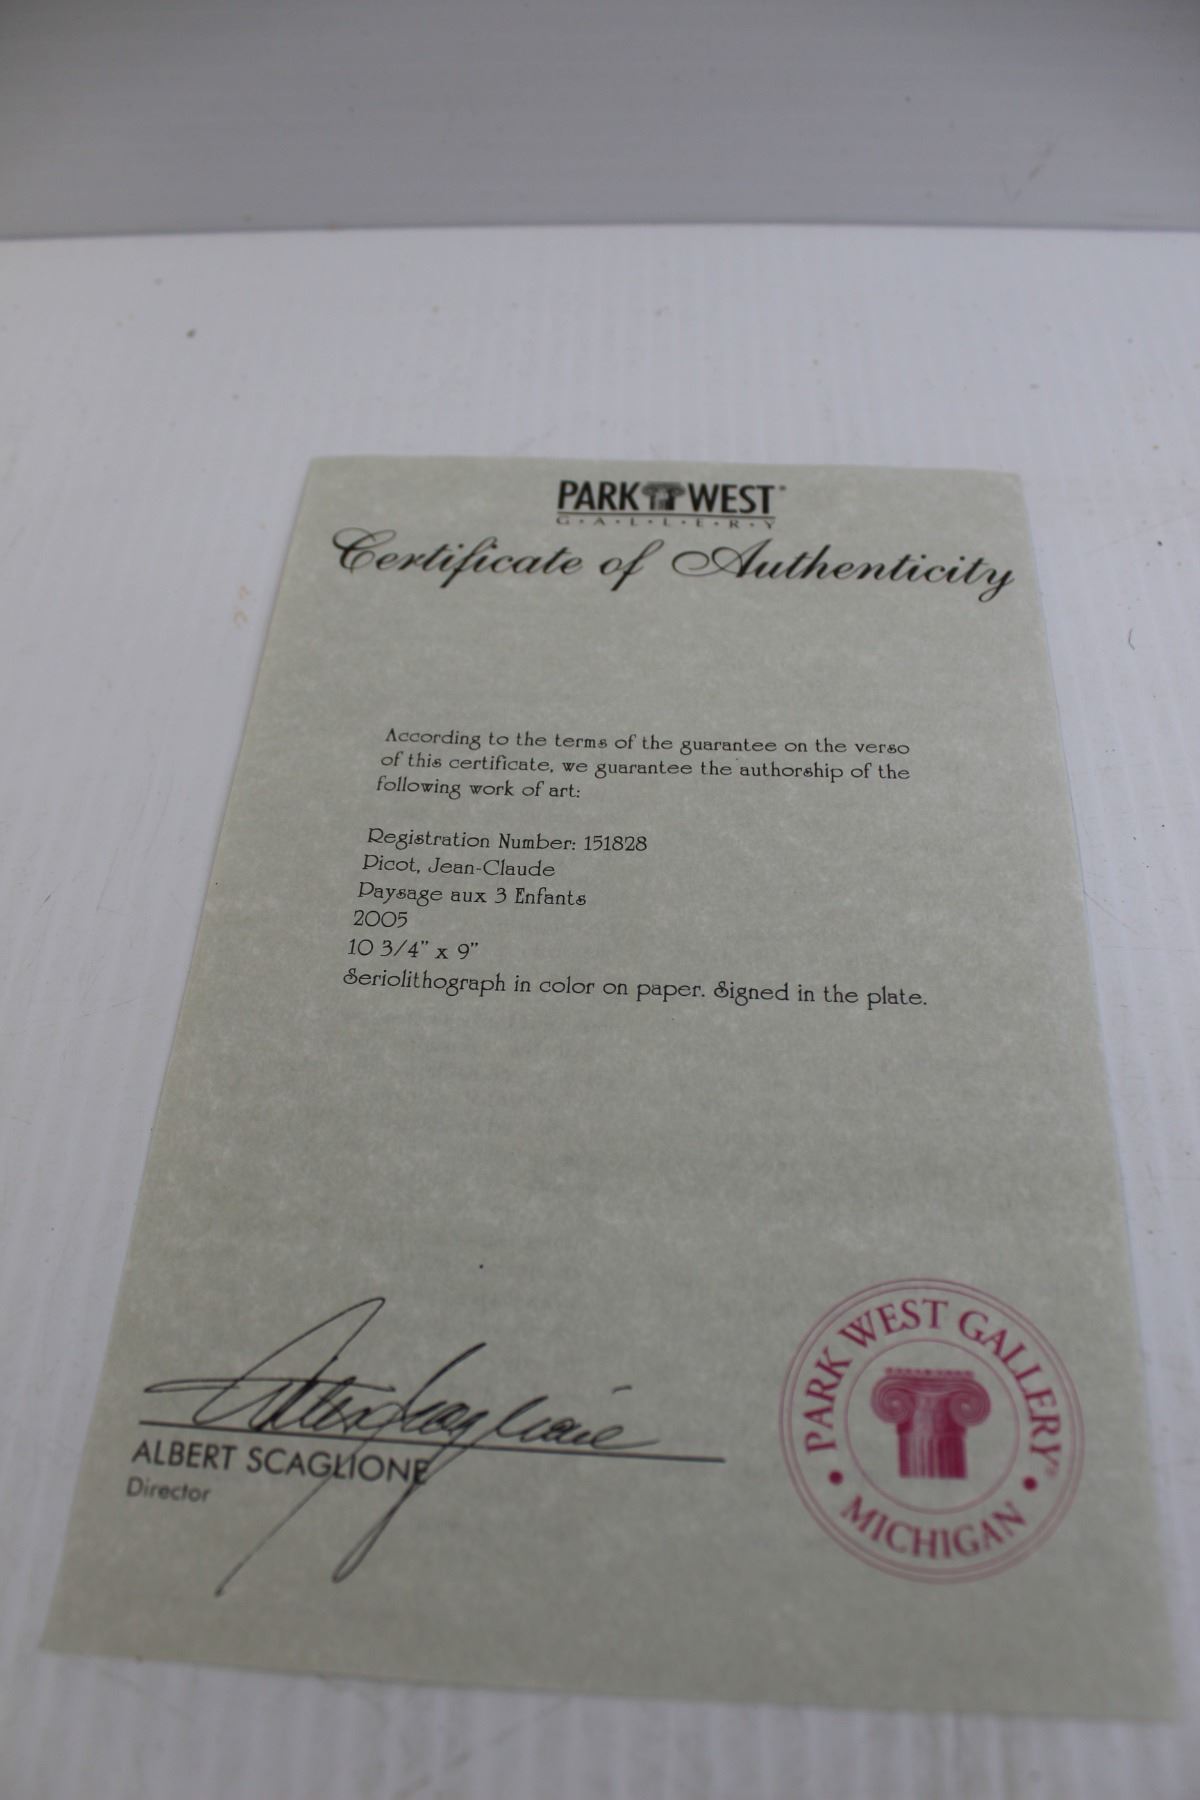 PARK WEST®
G·A·L·L·E·R·Y
Certificate of Authenticity
According to the terms of the guarantee on the verso
of this certificate, we guarantee the authorship of the
following work of art:
Registration Number: 151828
Picot, Jean-Claude
Paysage aux 3 Enfants
2005
10 3/4" x 9"
Seriolithograph in color on paper. Signed in the plate.
Albert Scaglione
ALBERT SCAGLIONE
Director
PARK WEST GALLERY®
• MICHIGAN •